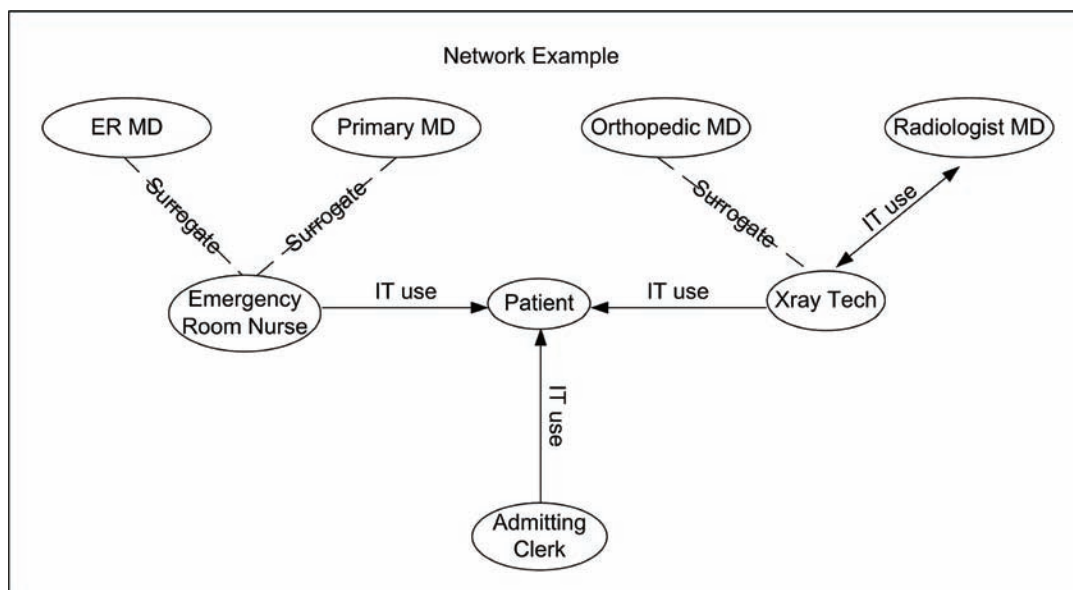 Network Example
ER MD
Primary MD
Orthopedic MD
Radiologist MD
Surrogate
Surrogate
Surrogate
IT use
Emergency
Room Nurse
IT use
Patient
IT use
Xray Tech
IT use
Admitting
Clerk